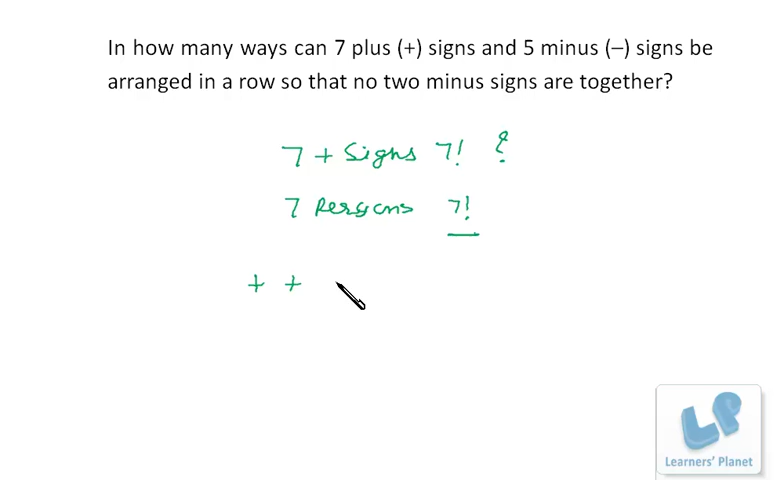 In how many ways can 7 plus (+) signs and 5 minus (–) signs be
arranged in a row so that no two minus signs are together?
7 + Signs 7! ?
7 Persons 7!
+ +
LP
Learners' Planet